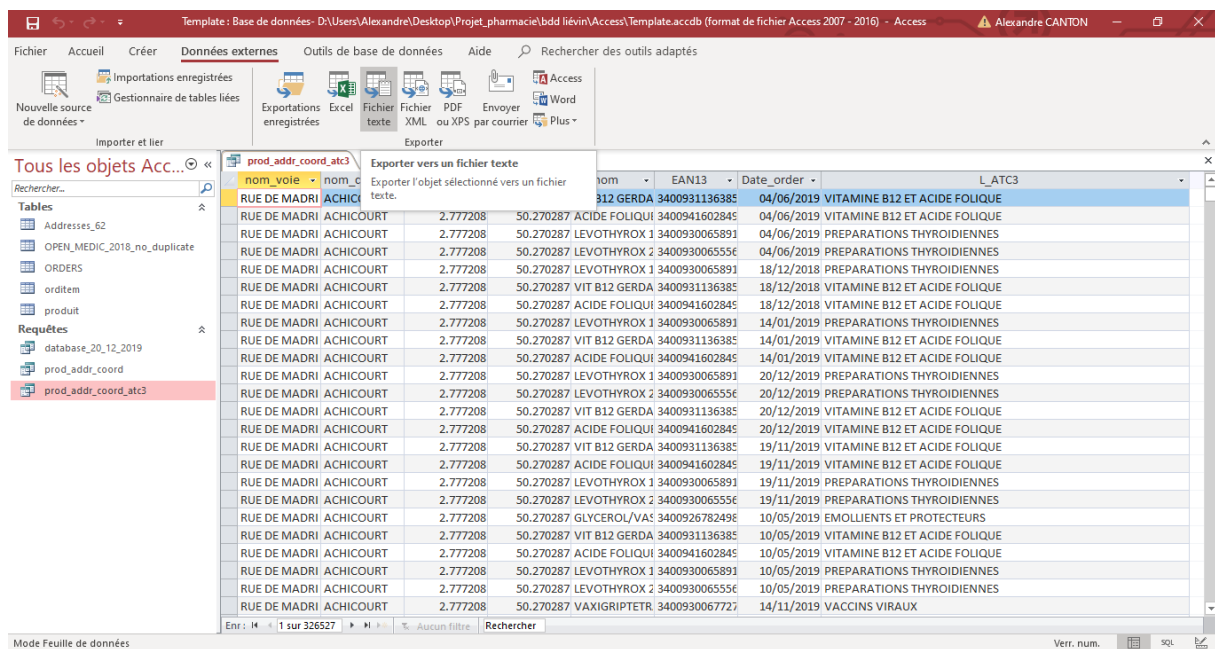 Template : Base de données- D:\Users\Alexandre\Desktop\Projet_pharmacie\bdd liévin\Access\Template.accdb (format de fichier Access 2007 - 2016) - Access Alexandre CANTON
Fichier Accueil Créer Données externes Outils de base de données Aide Rechercher des outils adaptés
Nouvelle source de données
Importations enregistrées
Gestionnaire de tables liées
Importer et lier
Exportations enregistrées
Excel
Fichier texte
Fichier XML
PDF ou XPS
Envoyer par courrier
Access
Word
Plus
Exporter
Exporter vers un fichier texte
Exporter l'objet sélectionné vers un fichier
texte.
Tous les objets Acc...
Rechercher...
Tables
Addresses_62
OPEN_MEDIC_2018_no_duplicate
ORDERS
orditem
produit
Requêtes
database_20_12_2019
prod_addr_coord
prod_addr_coord_atc3
prod_addr_coord_atc3
nom_voie nom_c nom EAN13 Date_order L_ATC3
RUE DE MADRI ACHICO B12 GERDA 3400931136385 04/06/2019 VITAMINE B12 ET ACIDE FOLIQUE
RUE DE MADRI ACHICOURT 2.777208 50.270287 ACIDE FOLIQUE 3400941602849 04/06/2019 VITAMINE B12 ET ACIDE FOLIQUE
RUE DE MADRI ACHICOURT 2.777208 50.270287 LEVOTHYROX 1 3400930065891 04/06/2019 PREPARATIONS THYROIDIENNES
RUE DE MADRI ACHICOURT 2.777208 50.270287 LEVOTHYROX 2 3400930065556 04/06/2019 PREPARATIONS THYROIDIENNES
RUE DE MADRI ACHICOURT 2.777208 50.270287 LEVOTHYROX 1 3400930065891 18/12/2018 PREPARATIONS THYROIDIENNES
RUE DE MADRI ACHICOURT 2.777208 50.270287 VIT B12 GERDA 3400931136385 18/12/2018 VITAMINE B12 ET ACIDE FOLIQUE
RUE DE MADRI ACHICOURT 2.777208 50.270287 ACIDE FOLIQUE 3400941602849 18/12/2018 VITAMINE B12 ET ACIDE FOLIQUE
RUE DE MADRI ACHICOURT 2.777208 50.270287 LEVOTHYROX 1 3400930065891 14/01/2019 PREPARATIONS THYROIDIENNES
RUE DE MADRI ACHICOURT 2.777208 50.270287 VIT B12 GERDA 3400931136385 14/01/2019 VITAMINE B12 ET ACIDE FOLIQUE
RUE DE MADRI ACHICOURT 2.777208 50.270287 ACIDE FOLIQUE 3400941602849 14/01/2019 VITAMINE B12 ET ACIDE FOLIQUE
RUE DE MADRI ACHICOURT 2.777208 50.270287 LEVOTHYROX 1 3400930065891 20/12/2019 PREPARATIONS THYROIDIENNES
RUE DE MADRI ACHICOURT 2.777208 50.270287 LEVOTHYROX 2 3400930065556 20/12/2019 PREPARATIONS THYROIDIENNES
RUE DE MADRI ACHICOURT 2.777208 50.270287 VIT B12 GERDA 3400931136385 20/12/2019 VITAMINE B12 ET ACIDE FOLIQUE
RUE DE MADRI ACHICOURT 2.777208 50.270287 ACIDE FOLIQUE 3400941602849 20/12/2019 VITAMINE B12 ET ACIDE FOLIQUE
RUE DE MADRI ACHICOURT 2.777208 50.270287 VIT B12 GERDA 3400931136385 19/11/2019 VITAMINE B12 ET ACIDE FOLIQUE
RUE DE MADRI ACHICOURT 2.777208 50.270287 ACIDE FOLIQUE 3400941602849 19/11/2019 VITAMINE B12 ET ACIDE FOLIQUE
RUE DE MADRI ACHICOURT 2.777208 50.270287 LEVOTHYROX 1 3400930065891 19/11/2019 PREPARATIONS THYROIDIENNES
RUE DE MADRI ACHICOURT 2.777208 50.270287 LEVOTHYROX 2 3400930065556 19/11/2019 PREPARATIONS THYROIDIENNES
RUE DE MADRI ACHICOURT 2.777208 50.270287 GLYCEROL/VAS 3400926782498 10/05/2019 EMOLLIENTS ET PROTECTEURS
RUE DE MADRI ACHICOURT 2.777208 50.270287 VIT B12 GERDA 3400931136385 10/05/2019 VITAMINE B12 ET ACIDE FOLIQUE
RUE DE MADRI ACHICOURT 2.777208 50.270287 ACIDE FOLIQUE 3400941602849 10/05/2019 VITAMINE B12 ET ACIDE FOLIQUE
RUE DE MADRI ACHICOURT 2.777208 50.270287 LEVOTHYROX 1 3400930065891 10/05/2019 PREPARATIONS THYROIDIENNES
RUE DE MADRI ACHICOURT 2.777208 50.270287 LEVOTHYROX 2 3400930065556 10/05/2019 PREPARATIONS THYROIDIENNES
RUE DE MADRI ACHICOURT 2.777208 50.270287 VAXIGRIPTETR 3400930067727 14/11/2019 VACCINS VIRAUX
Enr : 1 sur 326527 Aucun filtre Rechercher
Mode Feuille de données Verr. num. SQL